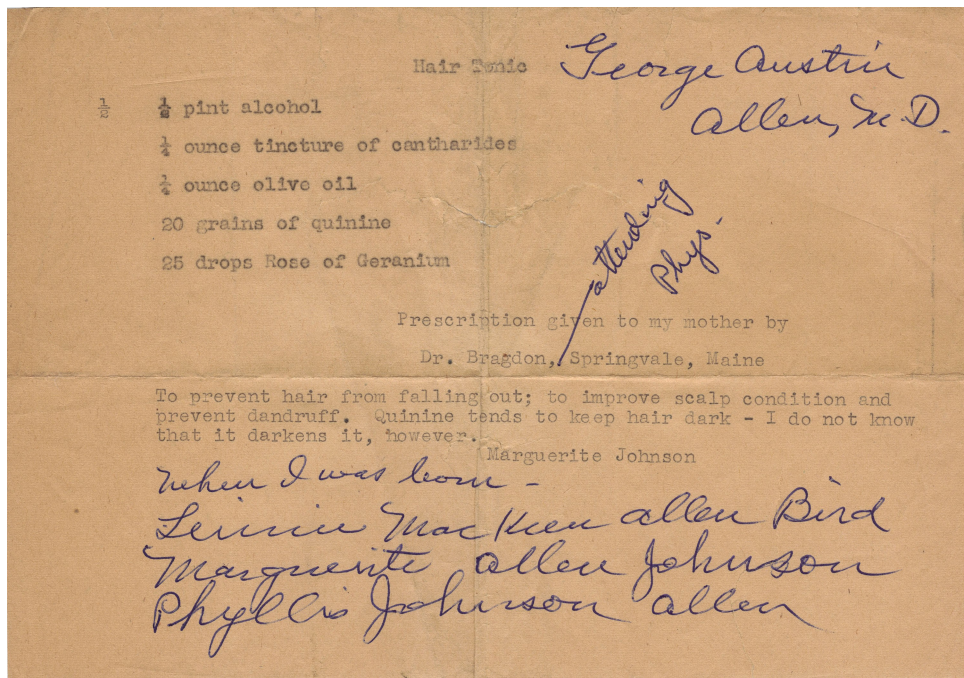 Hair Tonic
George Austin
Allen, M.D.
½ ½ pint alcohol
¼ ounce tincture of cantharides
¼ ounce olive oil
20 grains of quinine
25 drops Rose of Geranium
attending
Phys.
Prescription given to my mother by
Dr. Bragdon, Springvale, Maine
To prevent hair from falling out; to improve scalp condition and
prevent dandruff. Quinine tends to keep hair dark - I do not know
that it darkens it, however.
Marguerite Johnson
When I was born -
MacKeen Allen Bird
Marguerite Allen Johnson
Phyllis Johnson Allen